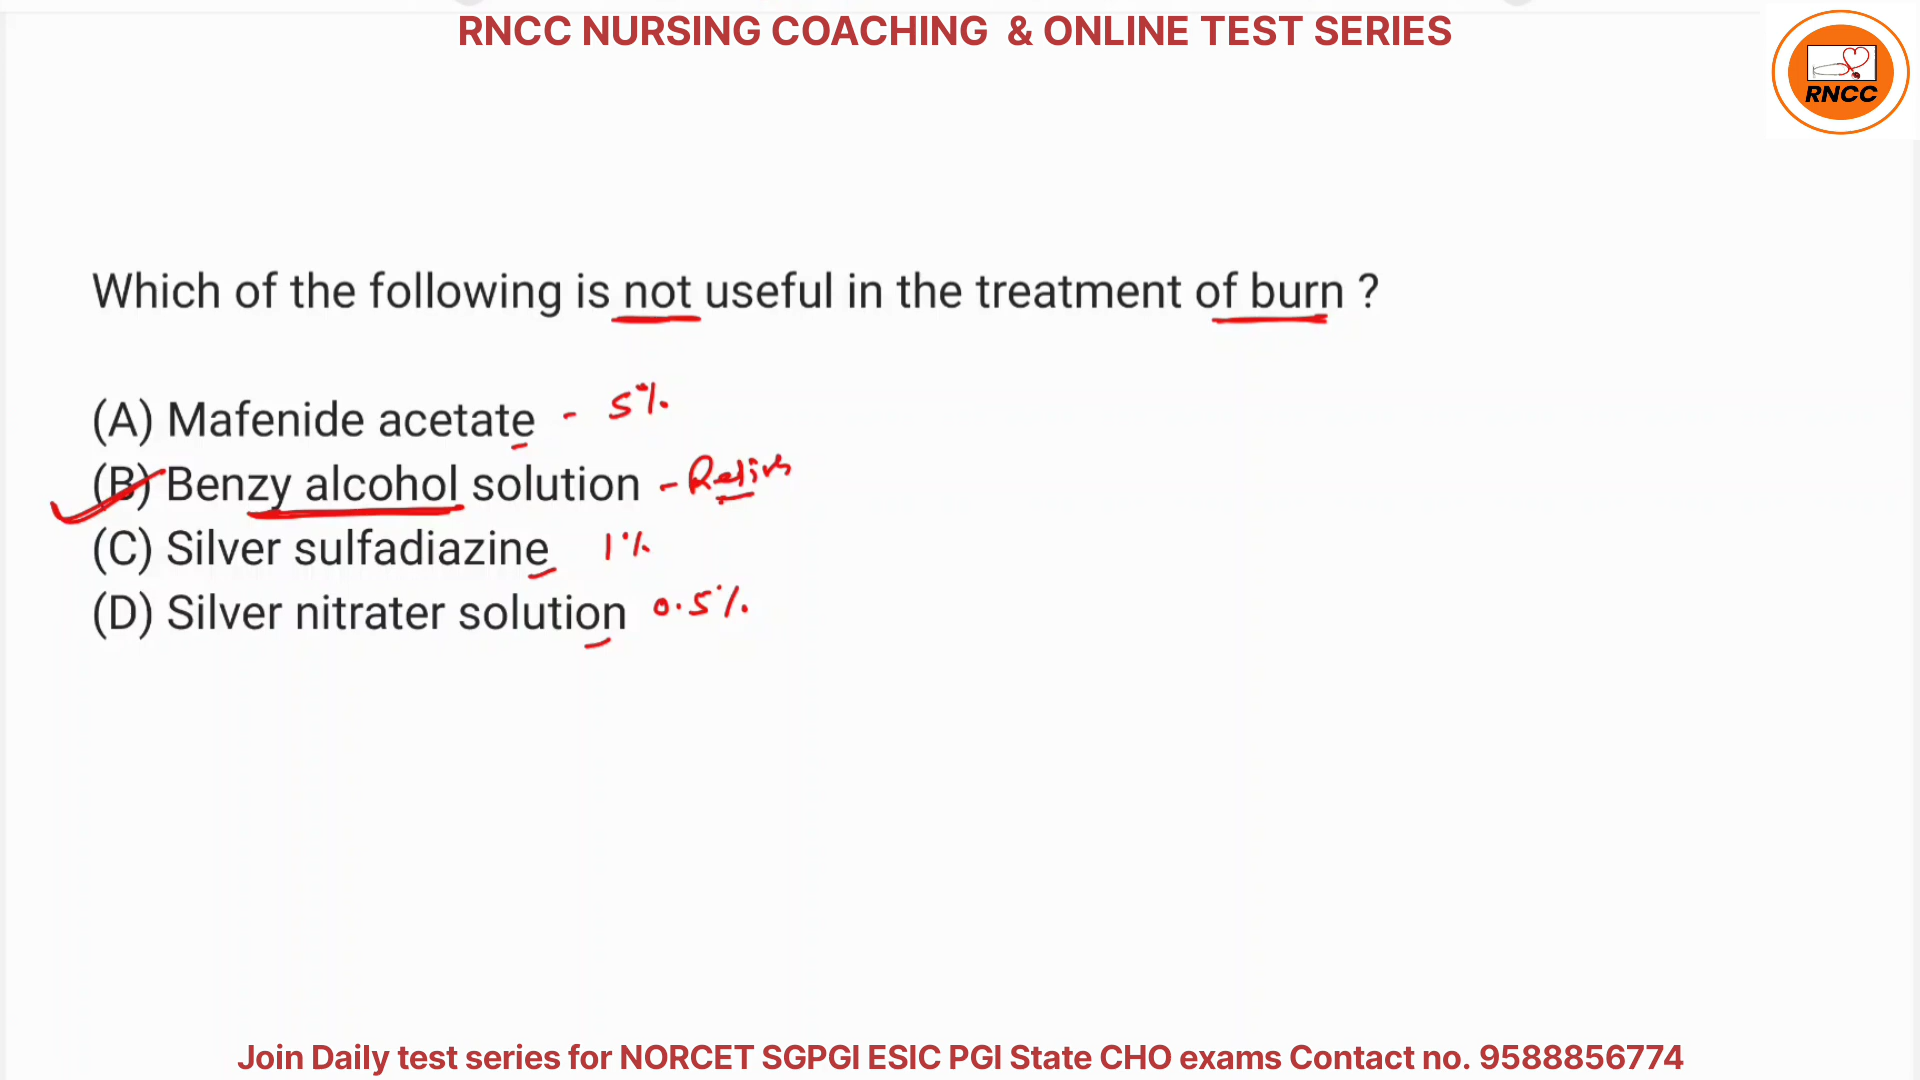 RNCC NURSING COACHING & ONLINE TEST SERIES
RNCC
Which of the following is not useful in the treatment of burn ?
(A) Mafenide acetate - 5%
(B) Benzy alcohol solution -
(C) Silver sulfadiazine 1%
(D) Silver nitrater solution 0.5%
Join Daily test series for NORCET SGPGI ESIC PGI State CHO exams Contact no. 9588856774